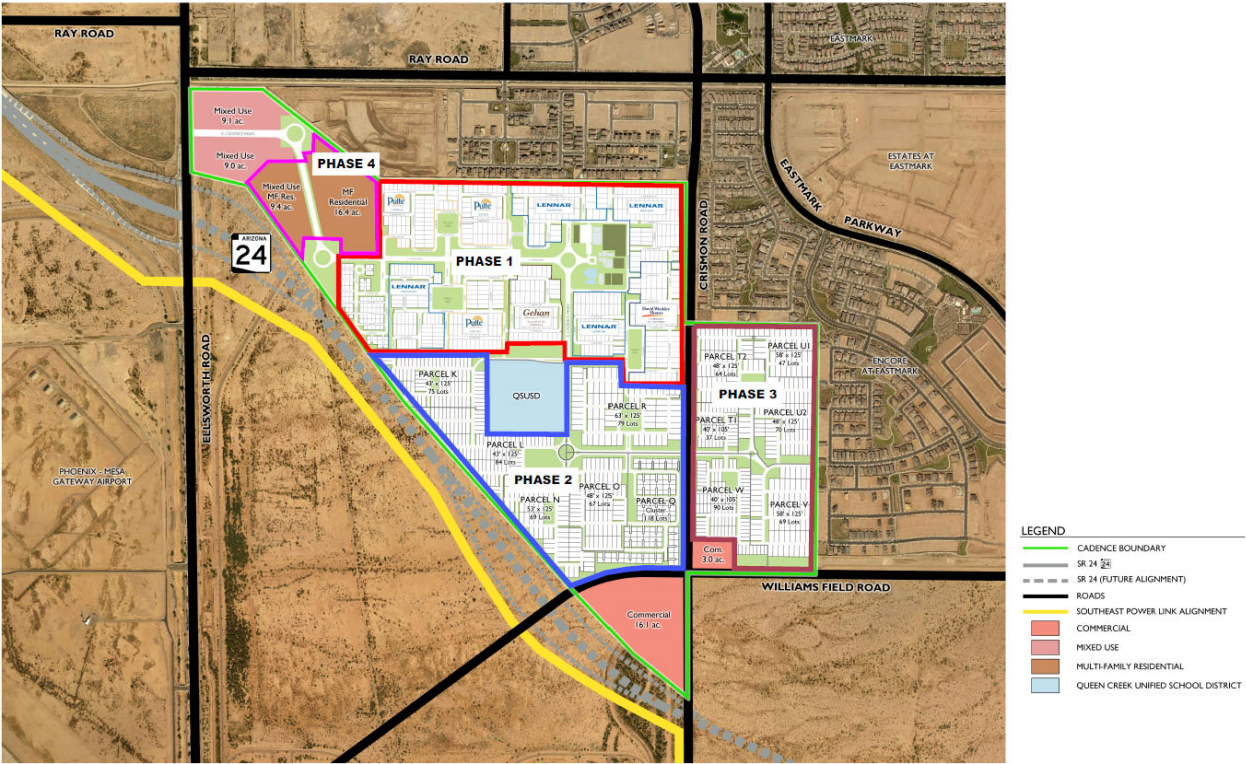 RAY ROAD
RAY ROAD
EASTMARK
Mixed Use
9.1 ac.
Mixed Use
9.0 ac.
PHASE 4
Mixed Use
MF Res.
9.4 ac.
MF
Residential
16.4 ac.
ESTATES AT
EASTMARK
EASTMARK
PARKWAY
ARIZONA
24
Pulte
Pulte
LENNAR
LENNAR
PHASE 1
LENNAR
Pulte
Gehan
LENNAR
David Weekley
Homes
CRISMON ROAD
ELLSWORTH ROAD
PARCEL K
43' x 125'
75 Lots
QSUSD
PARCEL R
63' x 125'
79 Lots
PARCEL L
43' x 125'
84 Lots
PHASE 2
PARCEL N
53' x 125'
69 Lots
PARCEL O
48' x 125'
67 Lots
PARCEL Q
Cluster
118 Lots
PARCEL T2
48' x 125'
64 Lots
PARCEL U1
58' x 125'
47 Lots
PHASE 3
PARCEL T1
40' x 105'
37 Lots
PARCEL U2
48' x 125'
70 Lots
PARCEL W
40' x 105'
90 Lots
PARCEL V
58' x 125'
69 Lots
Com.
3.0 ac.
ENCORE
AT EASTMARK
PHOENIX - MESA
GATEWAY AIRPORT
WILLIAMS FIELD ROAD
Commercial
16.1 ac.
LEGEND
CADENCE BOUNDARY
SR 24 24
SR 24 (FUTURE ALIGNMENT)
ROADS
SOUTHEAST POWER LINK ALIGNMENT
COMMERCIAL
MIXED USE
MULTI-FAMILY RESIDENTIAL
QUEEN CREEK UNIFIED SCHOOL DISTRICT